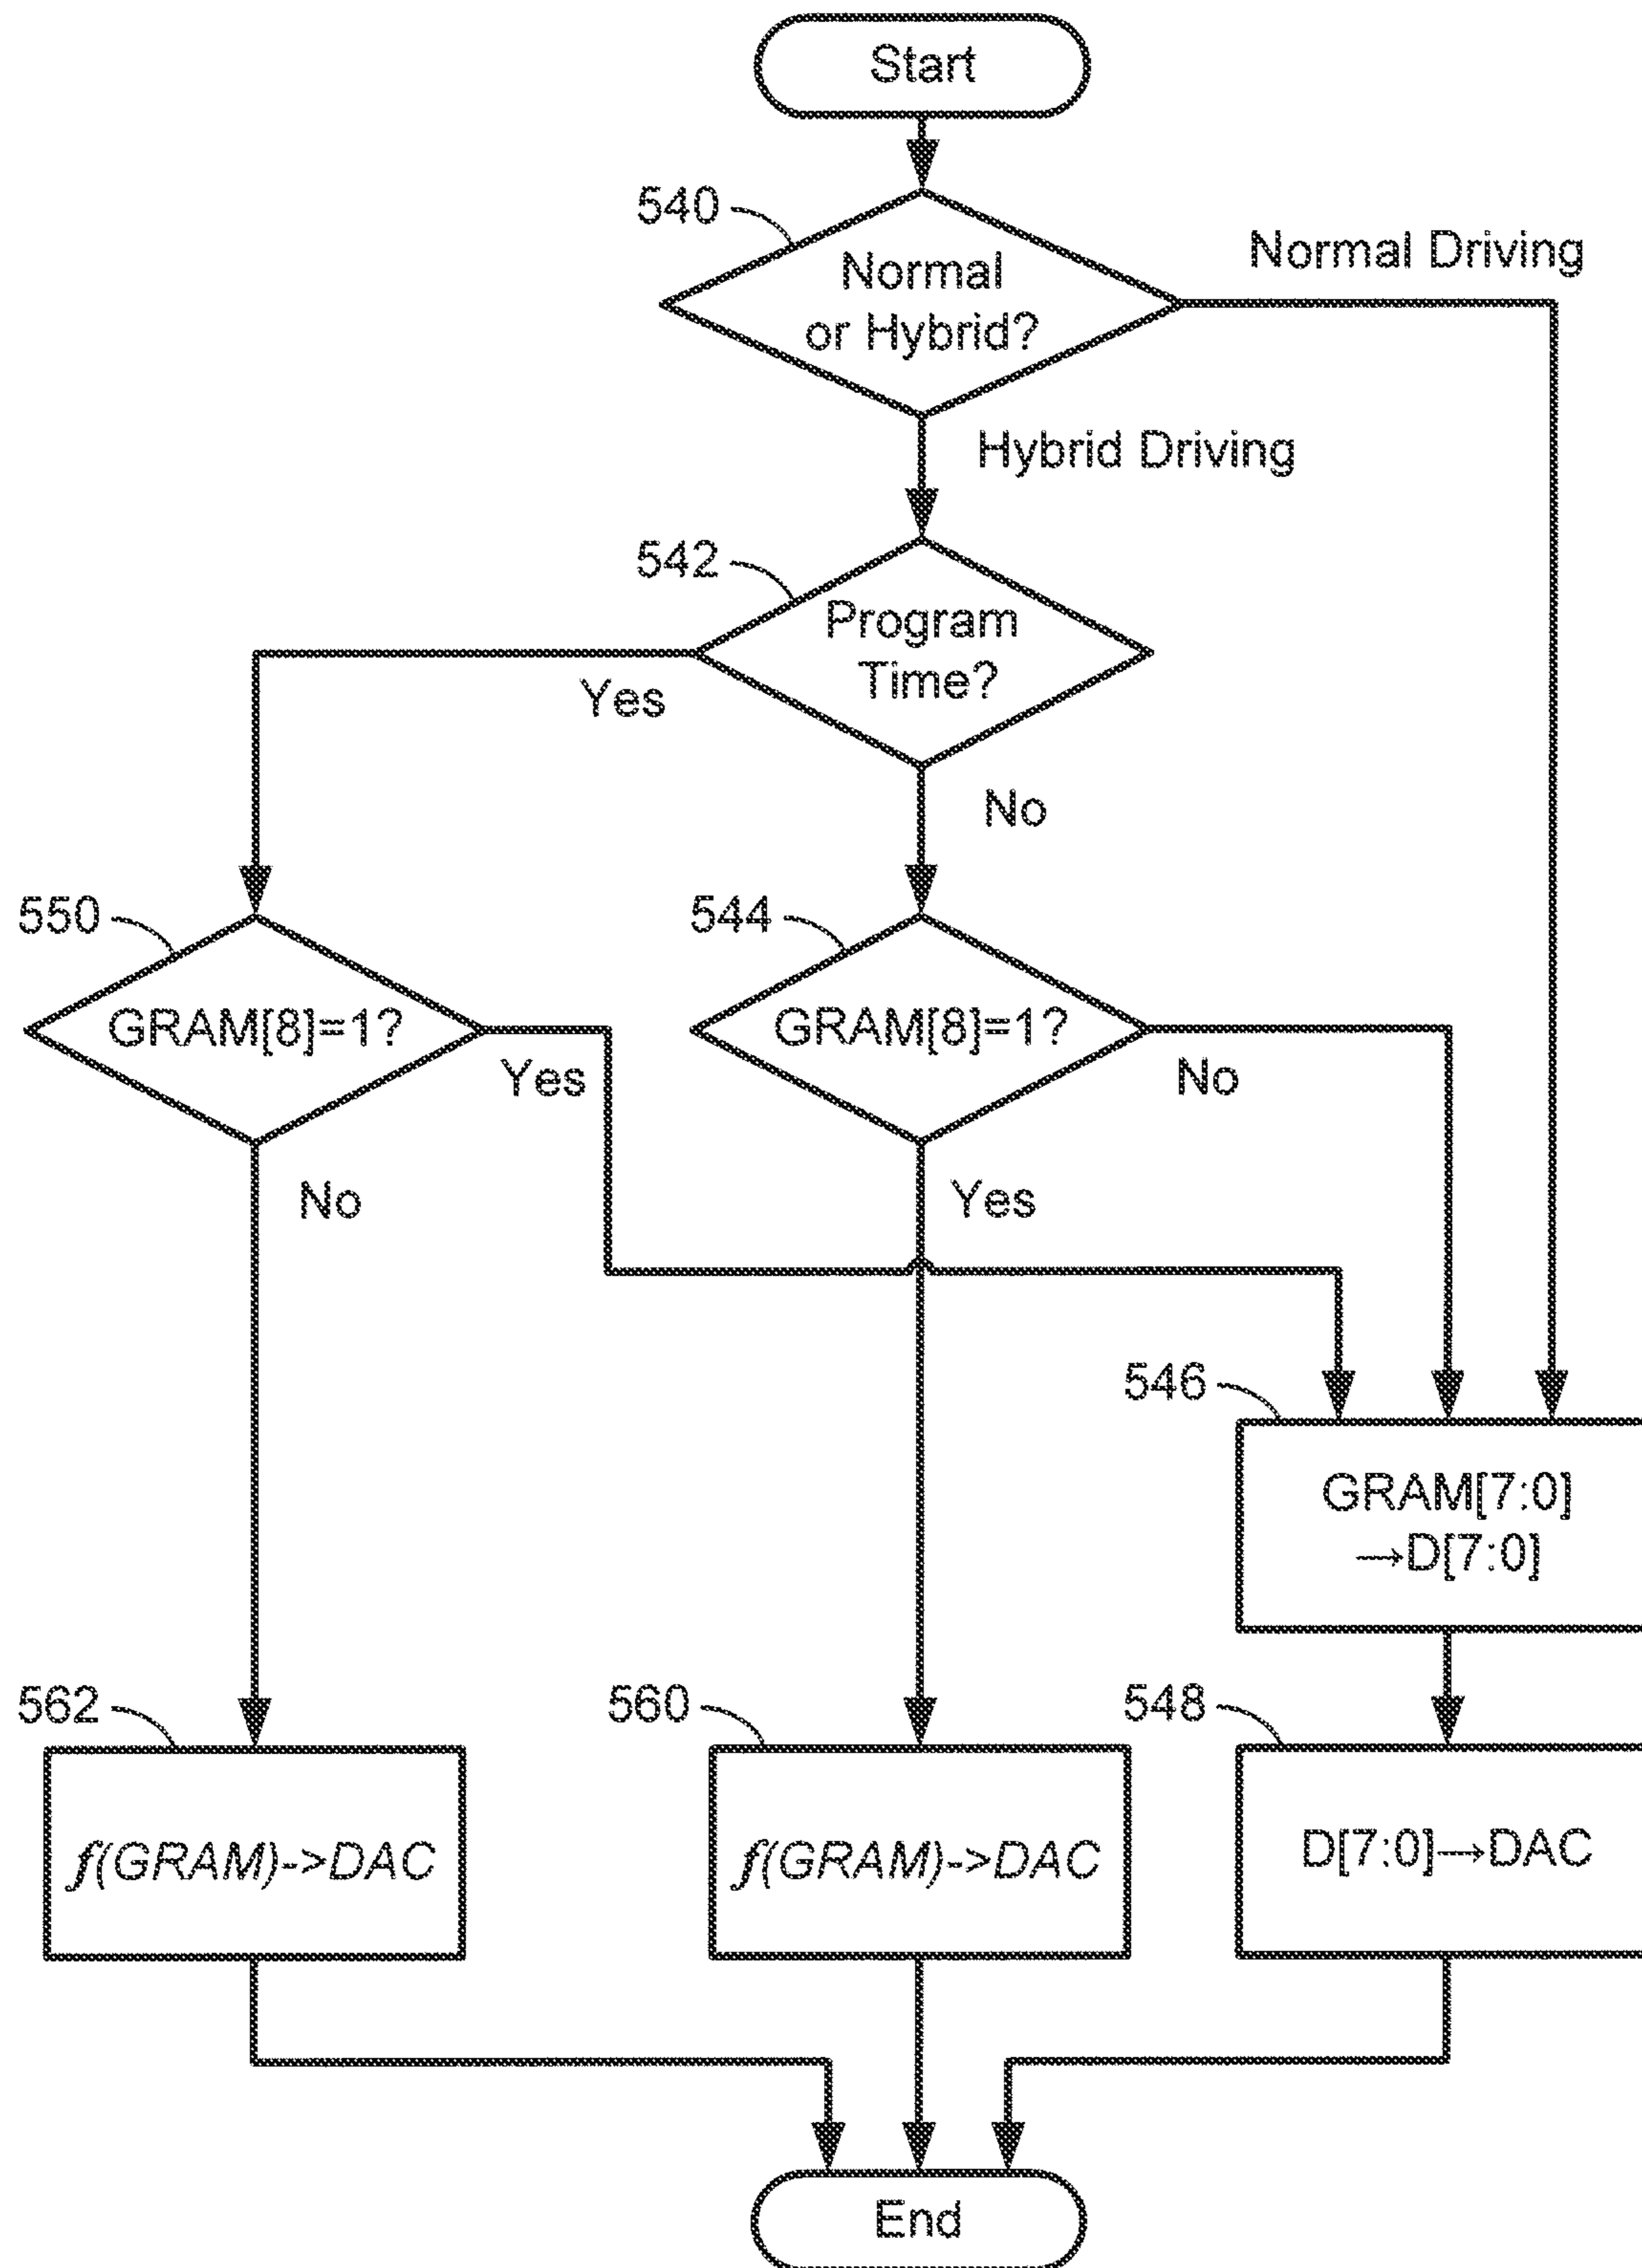 Start
540
Normal
or Hybrid?
Normal Driving
Hybrid Driving
542
Program
Time?
Yes
No
550
GRAM[8]=1?
Yes
No
544
GRAM[8]=1?
No
Yes
546
GRAM[7:0]
→D[7:0]
562
f(GRAM)->DAC
560
f(GRAM)->DAC
548
D[7:0]→DAC
End